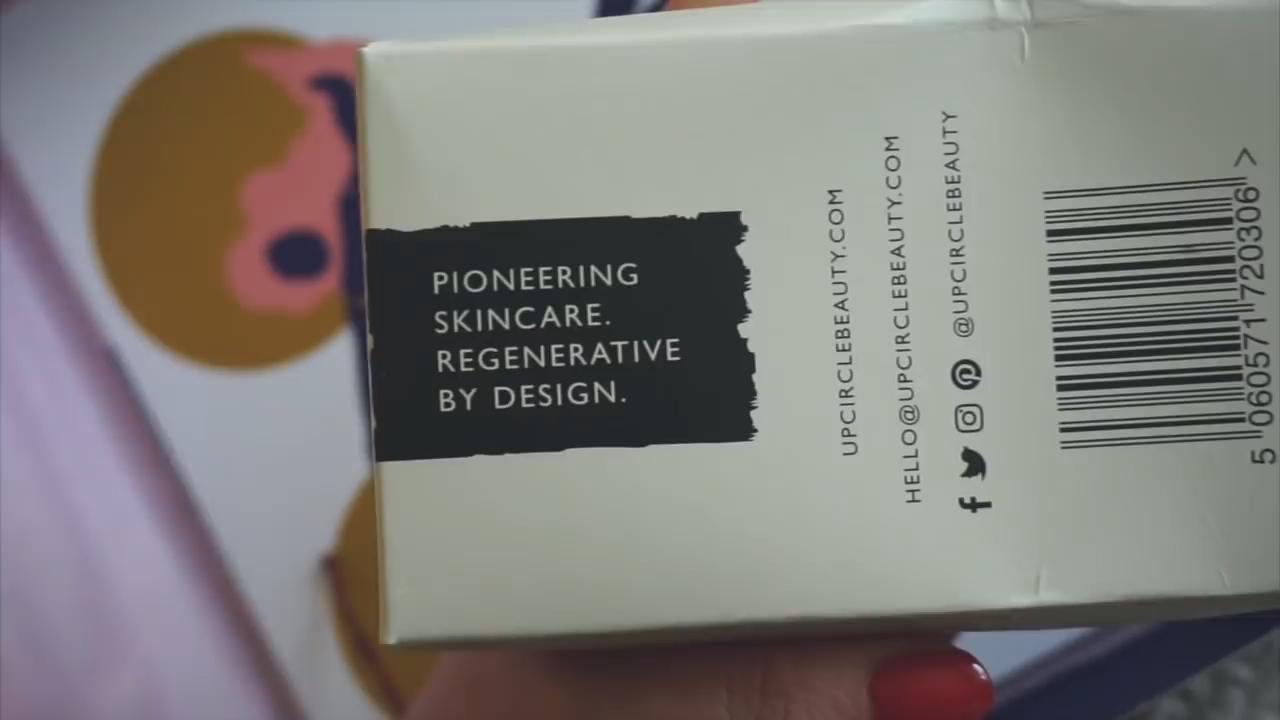 PIONEERING
SKINCARE.
REGENERATIVE
BY DESIGN.
UPCIRCLEBEAUTY.COM
HELLO@UPCIRCLEBEAUTY.COM
@UPCIRCLEBEAUTY
5 060571 720306 >